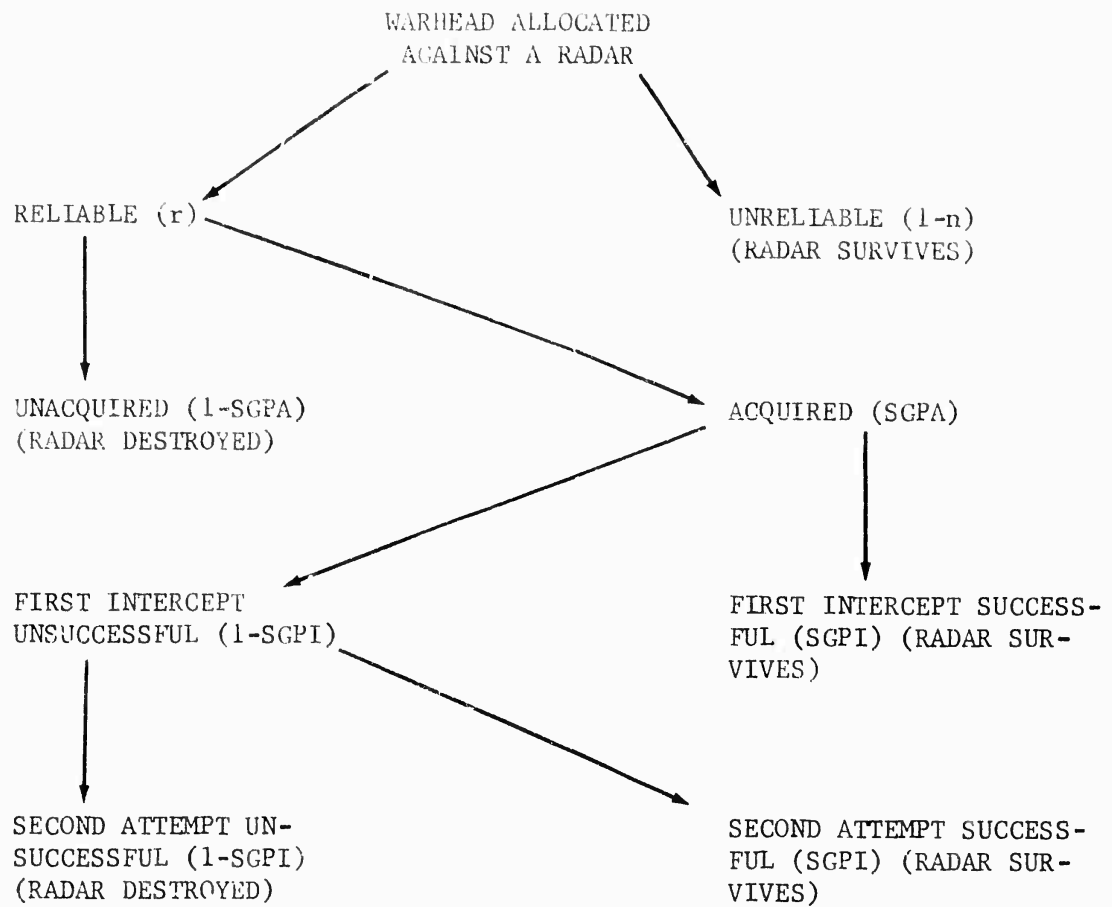 WARHEAD ALLOCATED
AGAINST A RADAR
RELIABLE (r)
UNRELIABLE (1-n)
(RADAR SURVIVES)
UNACQUIRED (1-SGPA)
(RADAR DESTROYED)
ACQUIRED (SGPA)
FIRST INTERCEPT
UNSUCCESSFUL (1-SGPI)
FIRST INTERCEPT SUCCESS-
FUL (SGPI) (RADAR SUR-
VIVES)
SECOND ATTEMPT UN-
SUCCESSFUL (1-SGPI)
(RADAR DESTROYED)
SECOND ATTEMPT SUCCESS-
FUL (SGPI) (RADAR SUR-
VIVES)